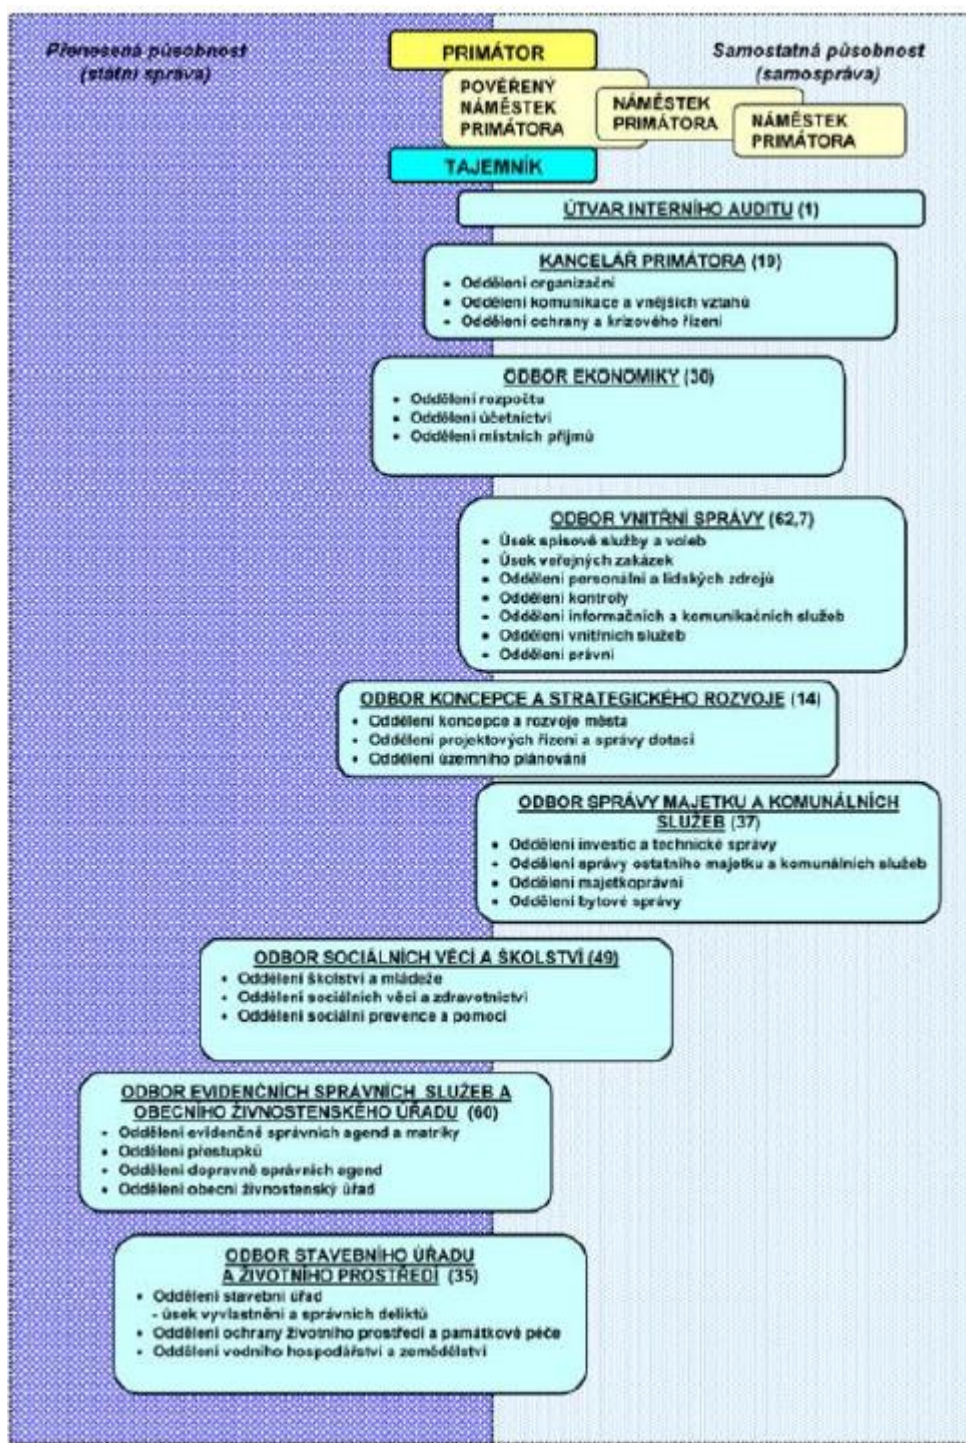 Přenesená působnost
(státní správa)
PRIMÁTOR
Samostatná působnost
(samospráva)
POVĚŘENÝ
NÁMĚSTEK
PRIMÁTORA
NÁMĚSTEK
PRIMÁTORA
NÁMĚSTEK
PRIMÁTORA
TAJEMNÍK
ÚTVAR INTERNÍHO AUDITU (1)
KANCELÁŘ PRIMÁTORA (19)
• Oddělení organizační
• Oddělení komunikace a vnějších vztahů
• Oddělení ochrany a krizového řízení
ODBOR EKONOMIKY (30)
• Oddělení rozpočtu
• Oddělení účetnictví
• Oddělení místních příjmů
ODBOR VNITŘNÍ SPRÁVY (62,7)
• Úsek spisové služby a voleb
• Úsek veřejných zakázek
• Oddělení personální a lidských zdrojů
• Oddělení kontroly
• Oddělení informačních a komunikačních služeb
• Oddělení vnitřních služeb
• Oddělení právní
ODBOR KONCEPCE A STRATEGICKÉHO ROZVOJE (14)
• Oddělení koncepce a rozvoje města
• Oddělení projektových řízení a správy dotací
• Oddělení územního plánování
ODBOR SPRÁVY MAJETKU A KOMUNÁLNÍCH
SLUŽEB (37)
• Oddělení investic a technické správy
• Oddělení správy ostatního majetku a komunálních služeb
• Oddělení majetkoprávní
• Oddělení bytové správy
ODBOR SOCIÁLNÍCH VĚCÍ A ŠKOLSTVÍ (49)
• Oddělení školství a mládeže
• Oddělení sociálních věcí a zdravotnictví
• Oddělení sociální prevence a pomoci
ODBOR EVIDENČNÍCH SPRÁVNÍCH SLUŽEB A
OBECNÍHO ŽIVNOSTENSKÉHO ÚŘADU (60)
• Oddělení evidenčně správních agend a matriky
• Oddělení přestupků
• Oddělení dopravně správních agend
• Oddělení obecní živnostenský úřad
ODBOR STAVEBNÍHO ÚŘADU
A ŽIVOTNÍHO PROSTŘEDÍ (35)
• Oddělení stavební úřad
- úsek vyvlastnění a správních deliktů
• Oddělení ochrany životního prostředí a památkové péče
• Oddělení vodního hospodářství a zemědělství